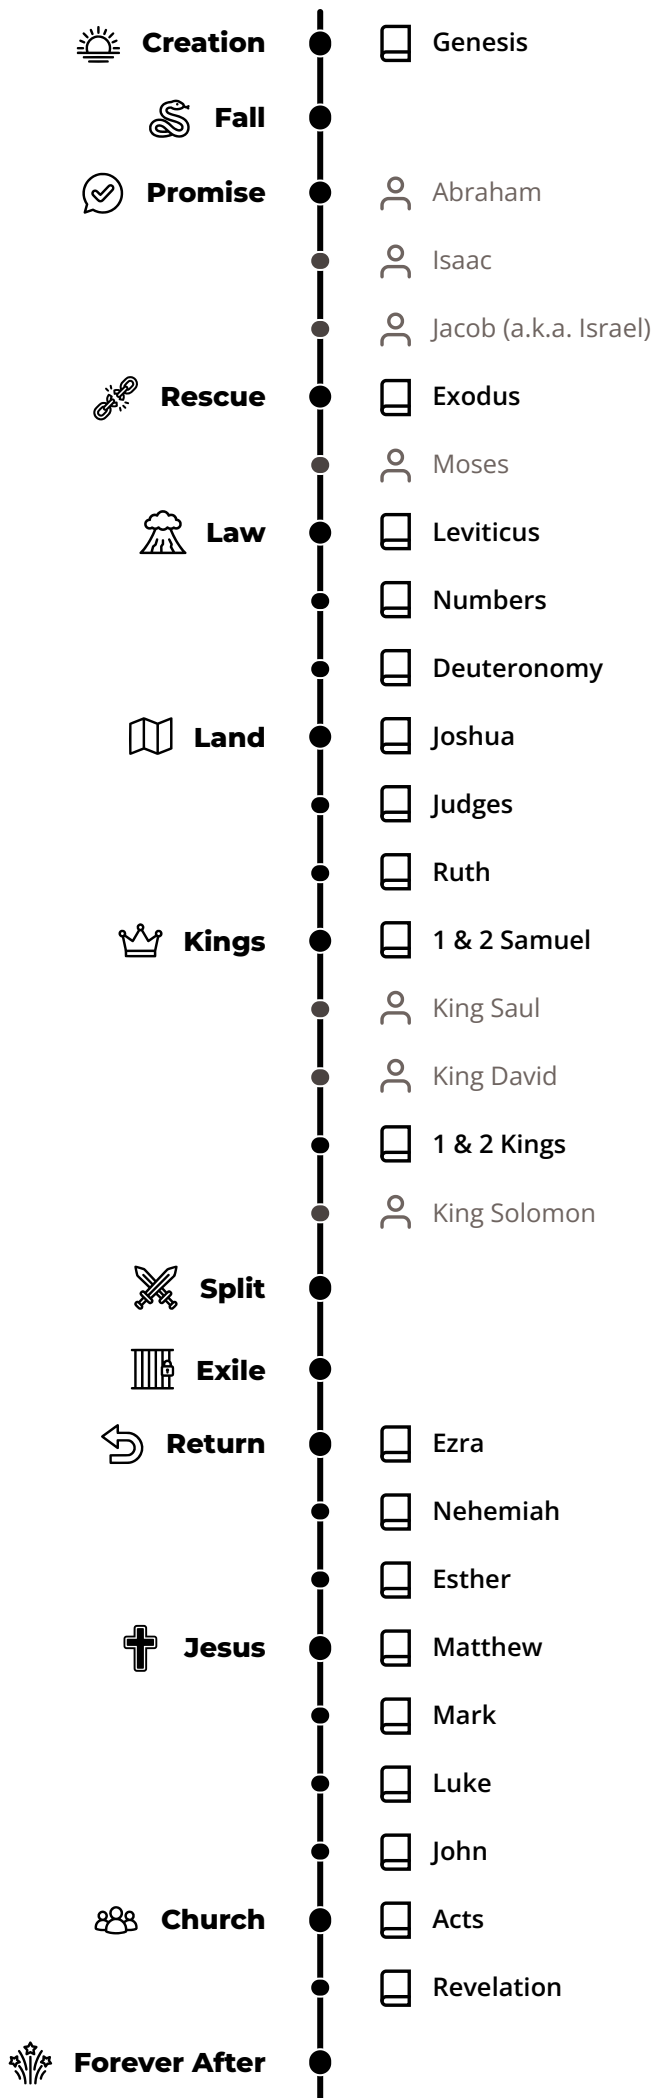 Creation Genesis
Fall
Promise Abraham
Isaac
Jacob (a.k.a. Israel)
Rescue Exodus
Moses
Law Leviticus
Numbers
Deuteronomy
Land Joshua
Judges
Ruth
Kings 1 & 2 Samuel
King Saul
King David
1 & 2 Kings
King Solomon
Split
Exile
Return Ezra
Nehemiah
Esther
Jesus Matthew
Mark
Luke
John
Church Acts
Revelation
Forever After